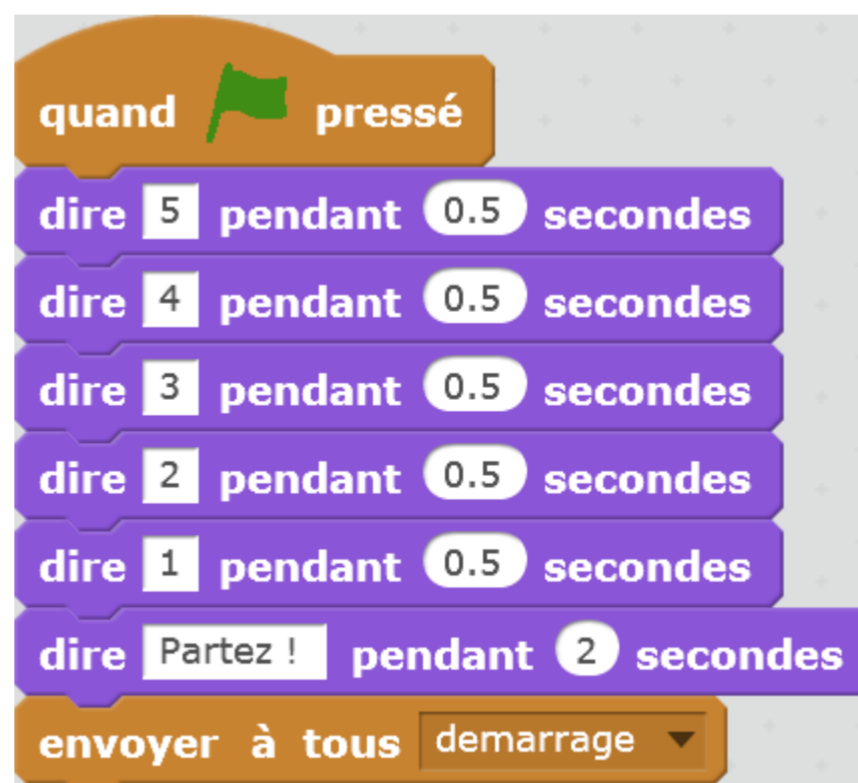 quand pressé
dire 5 pendant 0.5 secondes
dire 4 pendant 0.5 secondes
dire 3 pendant 0.5 secondes
dire 2 pendant 0.5 secondes
dire 1 pendant 0.5 secondes
dire Partez ! pendant 2 secondes
envoyer à tous demarrage